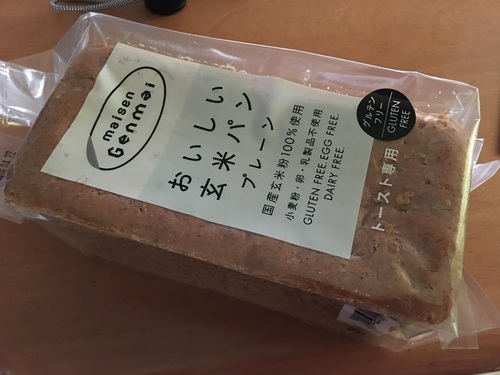 maisen
Genmai
おいしい
玄米パン
プレーン
国産玄米粉100%使用
小麦粉・卵・乳製品不使用
GLUTEN FREE.EGG FREE.
DAIRY FREE.
グルテン
フリー
GLUTEN
FREE
トースト専用